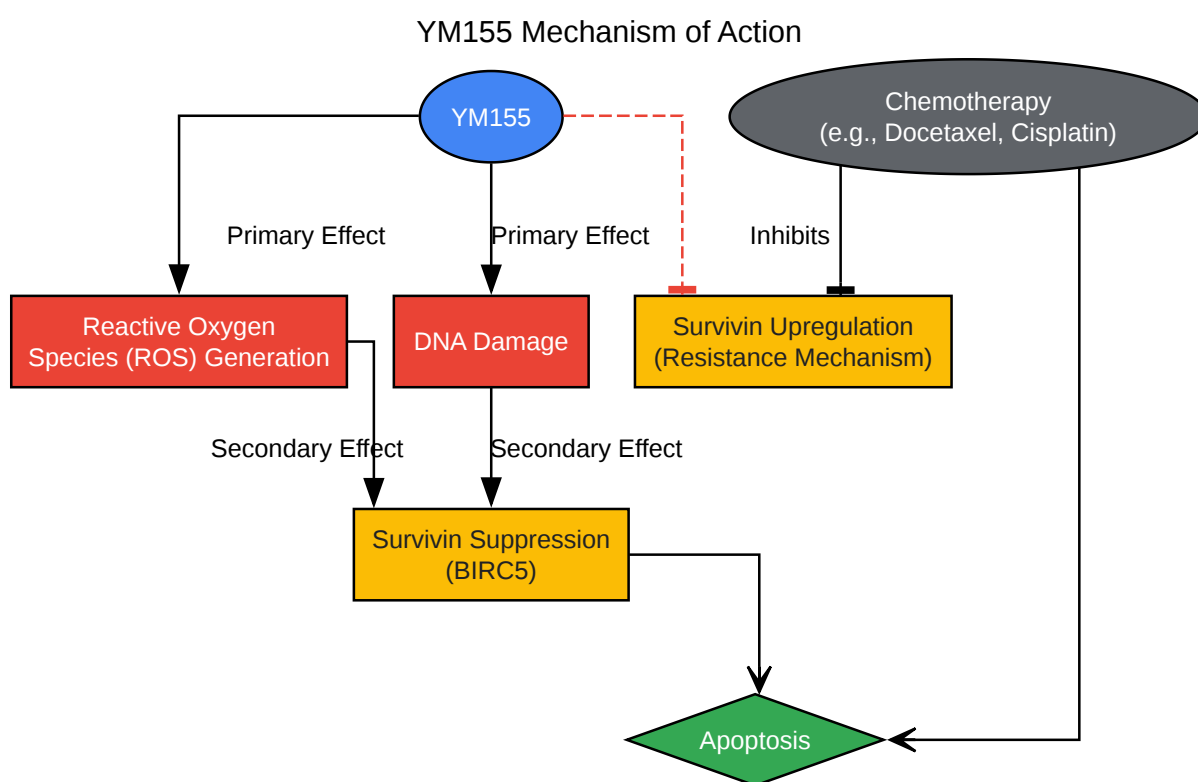 YM155 Mechanism of Action
YM155
Chemotherapy
(e.g., Docetaxel, Cisplatin)
Primary Effect
Primary Effect
Inhibits
Reactive Oxygen
Species (ROS) Generation
DNA Damage
Survivin Upregulation
(Resistance Mechanism)
Secondary Effect
Secondary Effect
Survivin Suppression
(BIRC5)
Apoptosis